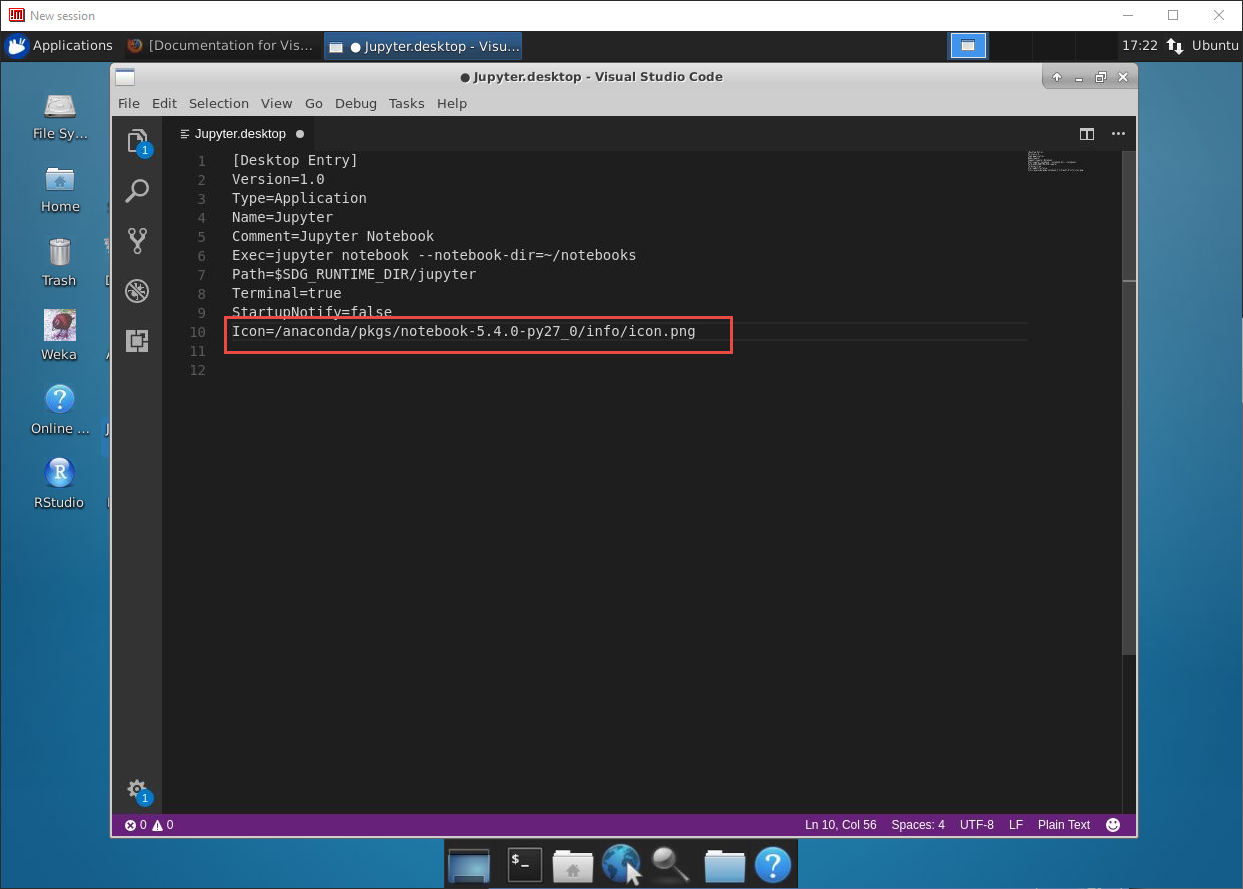 New session
Applications
[Documentation for Vis...
● Jupyter.desktop - Visu...
17:22
Ubuntu
● Jupyter.desktop - Visual Studio Code
File Edit Selection View Go Debug Tasks Help
Jupyter.desktop ●
1 [Desktop Entry]
2 Version=1.0
3 Type=Application
4 Name=Jupyter
5 Comment=Jupyter Notebook
6 Exec=jupyter notebook --notebook-dir=~/notebooks
7 Path=$SDG_RUNTIME_DIR/jupyter
8 Terminal=true
9 StartupNotify=false
10 Icon=/anaconda/pkgs/notebook-5.4.0-py27_0/info/icon.png
11
12
File Sy...
Home
Trash
Weka
Online ...
RStudio
1
1
0 0
Ln 10, Col 56 Spaces: 4 UTF-8 LF Plain Text
$_